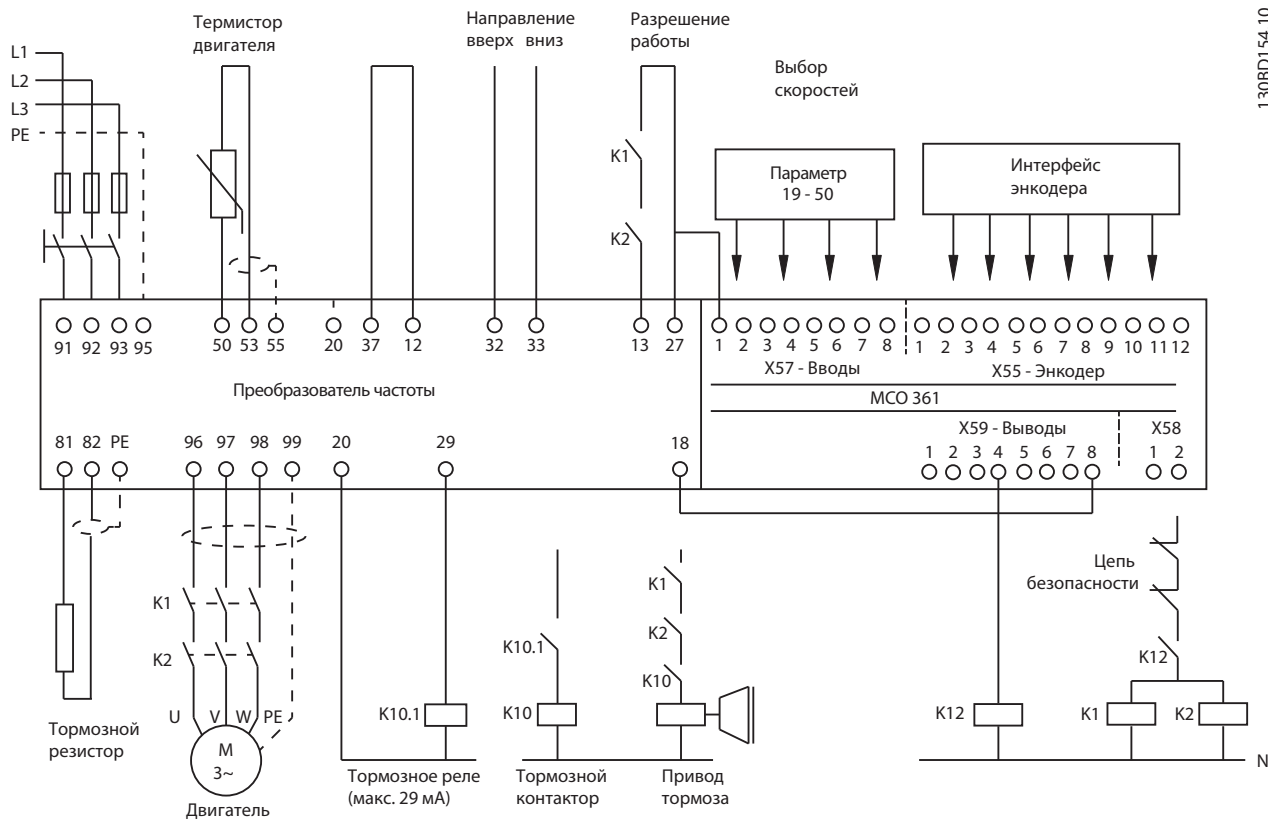 130BD154.10
Термистор
двигателя
Направление
вверх вниз
Разрешение
работы
Выбор
скоростей
L1
L2
L3
PE
K1
K2
Параметр
19 - 50
Интерфейс
энкодера
91 92 93 95 50 53 55 20 37 12 32 33 13 27 1 2 3 4 5 6 7 8 1 2 3 4 5 6 7 8 9 10 11 12
X57 - Вводы X55 - Энкодер
Преобразователь частоты
MCO 361
X59 - Выводы X58
81 82 PE 96 97 98 99 20 29 18 1 2 3 4 5 6 7 8 1 2
Цепь
безопасности
K1
K2
K1
K2
K10.1
K10
K12
U V W PE
K10.1
K10
K12
K1
K2
M
3~
N
Тормозной
резистор
Двигатель
Тормозное реле
(макс. 29 мА)
Тормозной
контактор
Привод
тормоза